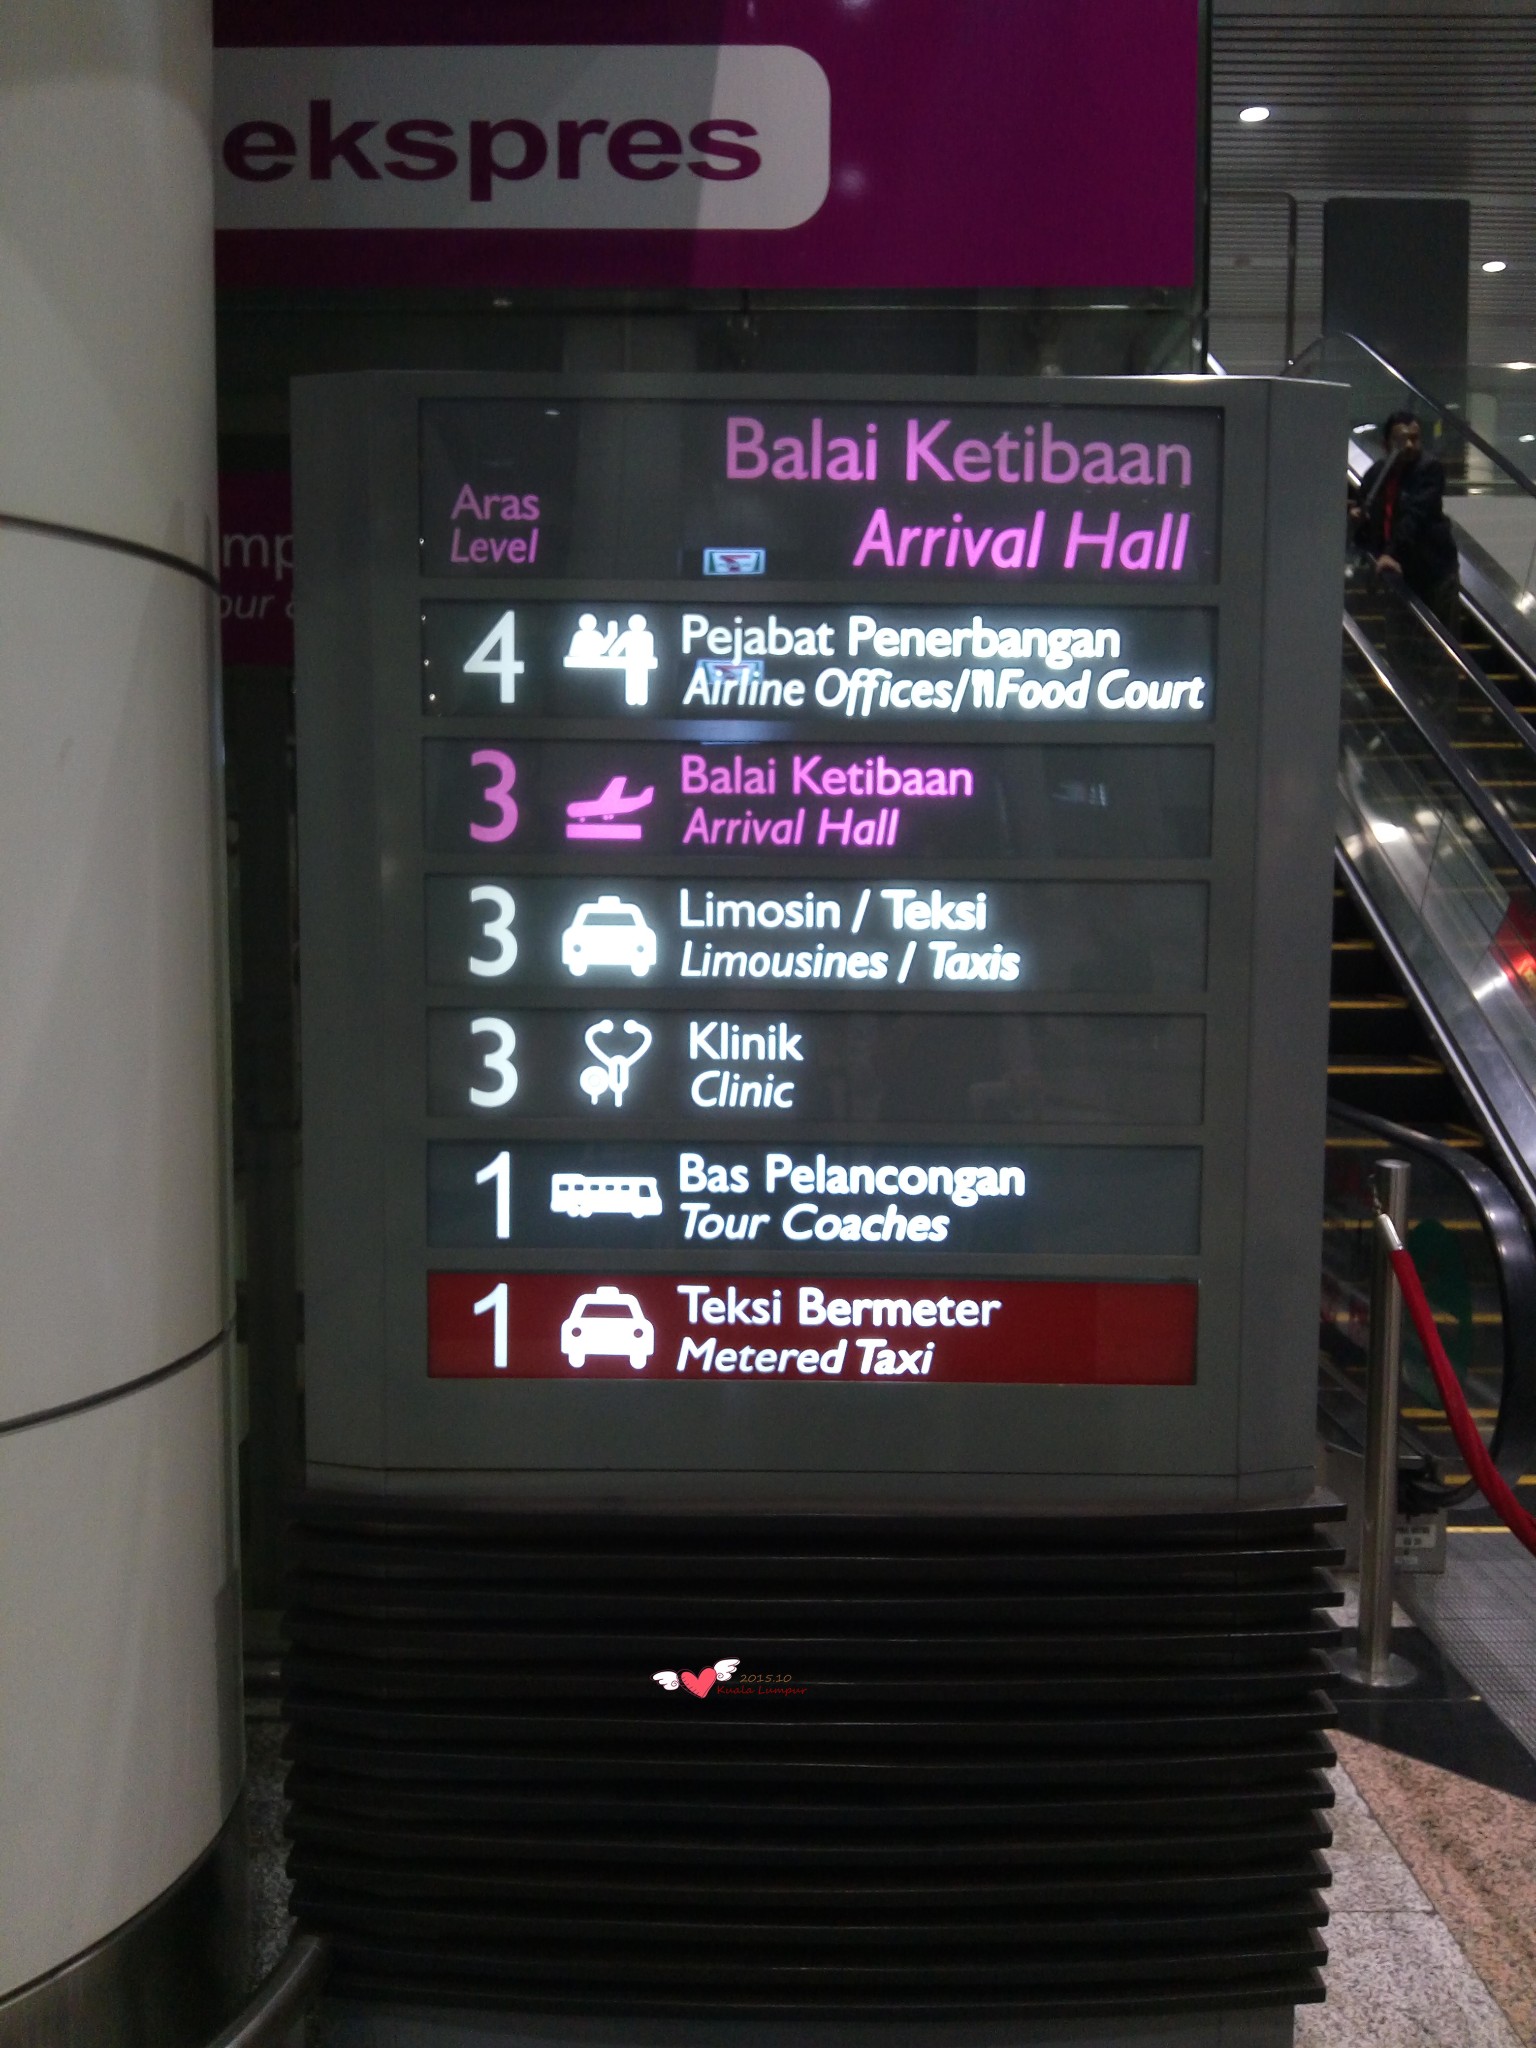 ekspres
Balai Ketibaan
Arrival Hall
Aras
Level
4 Pejabat Penerbangan
Airline Offices/Food Court
3 Balai Ketibaan
Arrival Hall
3 Limosin / Teksi
Limousines / Taxis
3 Klinik
Clinic
1 Bas Pelancongan
Tour Coaches
1 Teksi Bermeter
Metered Taxi
2015.10
Kuala Lumpur